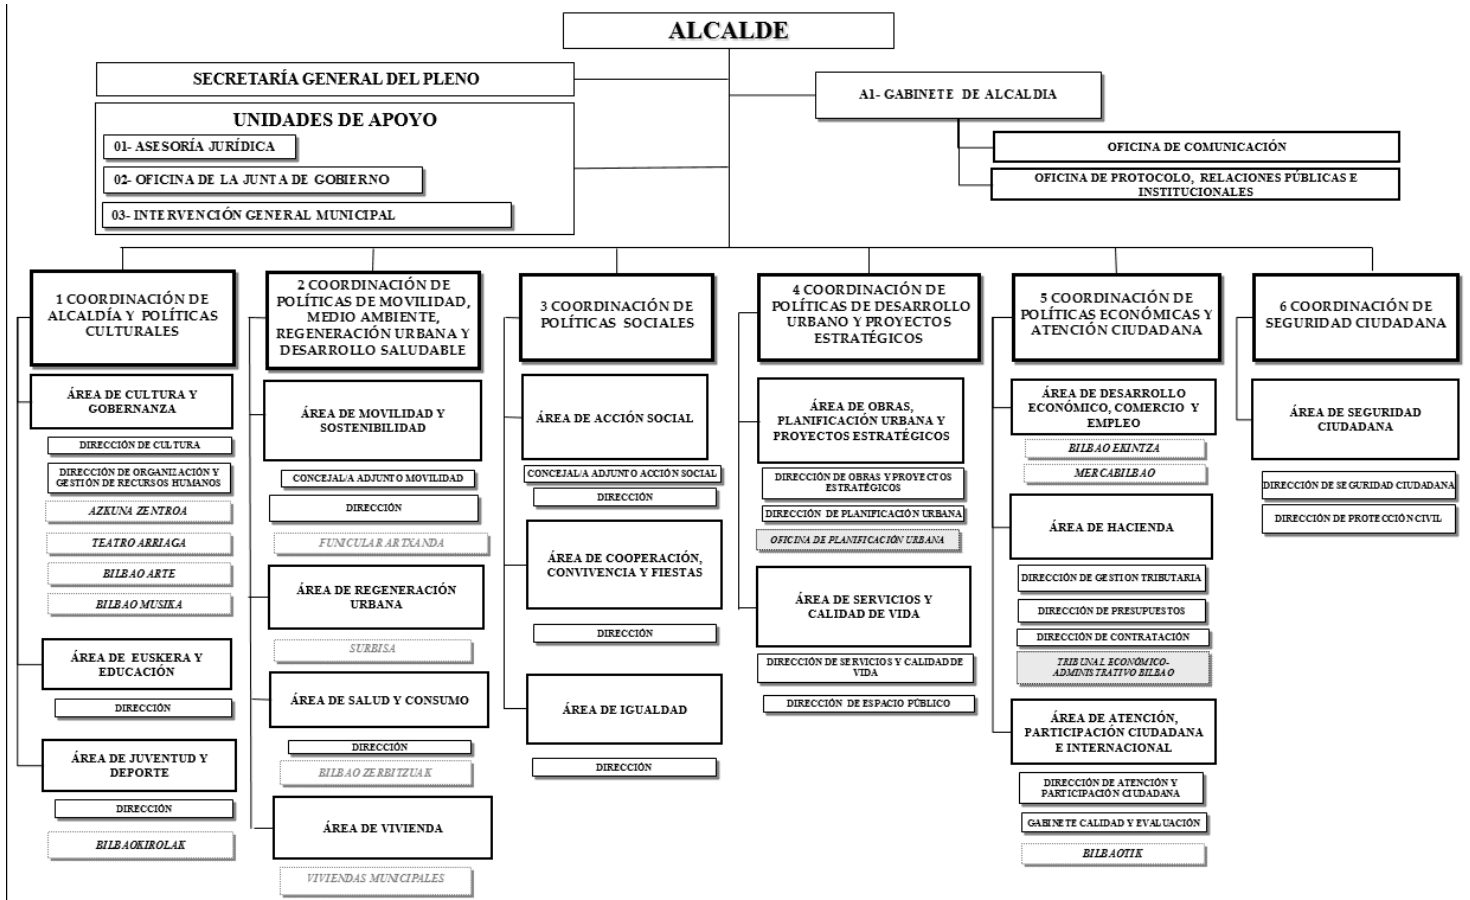 ALCALDE
SECRETARÍA GENERAL DEL PLENO
UNIDADES DE APOYO
01- ASESORÍA JURÍDICA
02- OFICINA DE LA JUNTA DE GOBIERNO
03- INTERVENCIÓN GENERAL MUNICIPAL
A1- GABINETE DE ALCALDIA
OFICINA DE COMUNICACIÓN
OFICINA DE PROTOCOLO, RELACIONES PÚBLICAS E
INSTITUCIONALES
1 COORDINACIÓN DE
ALCALDÍA Y POLÍTICAS
CULTURALES
ÁREA DE CULTURA Y
GOBERNANZA
DIRECCIÓN DE CULTURA
DIRECCIÓN DE ORGANIZACIÓN Y
GESTIÓN DE RECURSOS HUMANOS
AZKUNA ZENTROA
TEATRO ARRIAGA
BILBAO ARTE
BILBAO MUSIKA
ÁREA DE EUSKERA Y
EDUCACIÓN
DIRECCIÓN
ÁREA DE JUVENTUD Y
DEPORTE
DIRECCIÓN
BILBAOKIROLAK
2 COORDINACIÓN DE
POLÍTICAS DE MOVILIDAD,
MEDIO AMBIENTE,
REGENERACIÓN URBANA Y
DESARROLLO SALUDABLE
ÁREA DE MOVILIDAD Y
SOSTENIBILIDAD
CONCEJAL/A ADJUNTO MOVILIDAD
DIRECCIÓN
FUNICULAR ARTXANDA
ÁREA DE REGENERACIÓN
URBANA
SURBISA
ÁREA DE SALUD Y CONSUMO
DIRECCIÓN
BILBAO ZERBITZUAK
ÁREA DE VIVIENDA
VIVIENDAS MUNICIPALES
3 COORDINACIÓN DE
POLÍTICAS SOCIALES
ÁREA DE ACCIÓN SOCIAL
CONCEJAL/A ADJUNTO ACCIÓN SOCIAL
DIRECCIÓN
ÁREA DE COOPERACIÓN,
CONVIVENCIA Y FIESTAS
DIRECCIÓN
ÁREA DE IGUALDAD
DIRECCIÓN
4 COORDINACIÓN DE
POLÍTICAS DE DESARROLLO
URBANO Y PROYECTOS
ESTRATÉGICOS
ÁREA DE OBRAS,
PLANIFICACIÓN URBANA Y
PROYECTOS ESTRATÉGICOS
DIRECCIÓN DE OBRAS Y PROYECTOS
ESTRATÉGICOS
DIRECCIÓN DE PLANIFICACIÓN URBANA
OFICINA DE PLANIFICACIÓN URBANA
ÁREA DE SERVICIOS Y
CALIDAD DE VIDA
DIRECCIÓN DE SERVICIOS Y CALIDAD DE
VIDA
DIRECCIÓN DE ESPACIO PÚBLICO
5 COORDINACIÓN DE
POLÍTICAS ECONÓMICAS Y
ATENCIÓN CIUDADANA
ÁREA DE DESARROLLO
ECONÓMICO, COMERCIO Y
EMPLEO
BILBAO EKINTZA
MERCABILBAO
ÁREA DE HACIENDA
DIRECCIÓN DE GESTION TRIBUTARIA
DIRECCIÓN DE PRESUPUESTOS
DIRECCIÓN DE CONTRATACIÓN
TRIBUNAL ECONÓMICO-
ADMINISTRATIVO BILBAO
ÁREA DE ATENCIÓN,
PARTICIPACIÓN CIUDADANA
E INTERNACIONAL
DIRECCIÓN DE ATENCIÓN Y
PARTICIPACIÓN CIUDADANA
GABINETE CALIDAD Y EVALUACIÓN
BILBAOTIK
6 COORDINACIÓN DE
SEGURIDAD CIUDADANA
ÁREA DE SEGURIDAD
CIUDADANA
DIRECCIÓN DE SEGURIDAD CIUDADANA
DIRECCIÓN DE PROTECCIÓN CIVIL